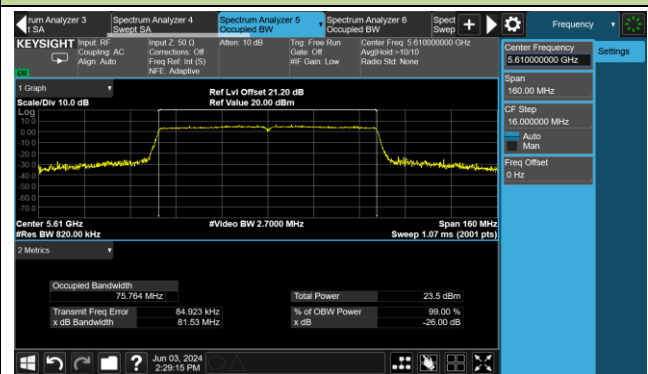 rum Analyzer 3
t SA
Spectrum Analyzer 4
Swept SA
Spectrum Analyzer 5
Occupied BW
Spectrum Analyzer 6
Occupied BW
Spect
Swep
Frequency
KEYSIGHT
Input: RF
Coupling: AC
Align: Auto
Input Z: 50 Ω
Corrections: Off
Freq Ref: Int (S)
NFE: Adaptive
Atten: 10 dB
Trig: Free Run
Gate: Off
#IF Gain: Low
Center Freq: 5.610000000 GHz
Avg|Hold:>10/10
Radio Std: None
Center Frequency
5.610000000 GHz
Settings
Span
160.00 MHz
CF Step
16.000000 MHz
Auto
Man
Freq Offset
0 Hz
1 Graph
Scale/Div 10.0 dB
Ref Lvl Offset 21.20 dB
Ref Value 20.00 dBm
Log
10.0
0.00
-10.0
-20.0
-30.0
-40.0
-50.0
-60.0
-70.0
Center 5.61 GHz
#Res BW 820.00 kHz
#Video BW 2.7000 MHz
Span 160 MHz
Sweep 1.07 ms (2001 pts)
2 Metrics
Occupied Bandwidth
75.764 MHz
Total Power 23.5 dBm
Transmit Freq Error 84.923 kHz
% of OBW Power 99.00 %
x dB Bandwidth 81.53 MHz
x dB -26.00 dB
?
Jun 03, 2024
2:29:15 PM